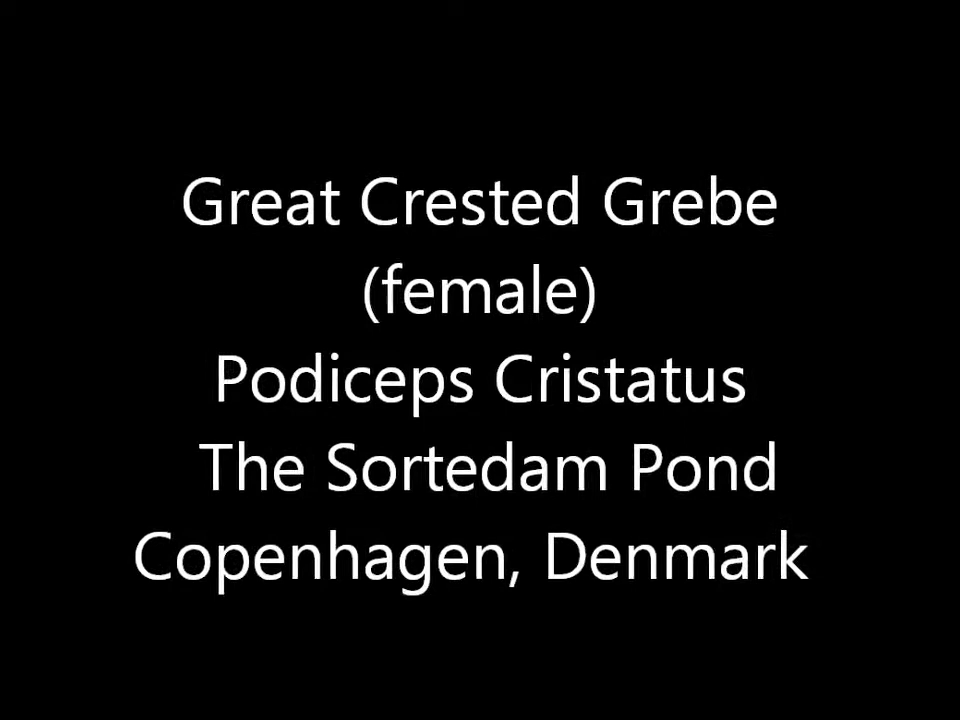 Great Crested Grebe
(female)
Podiceps Cristatus
The Sortedam Pond
Copenhagen, Denmark